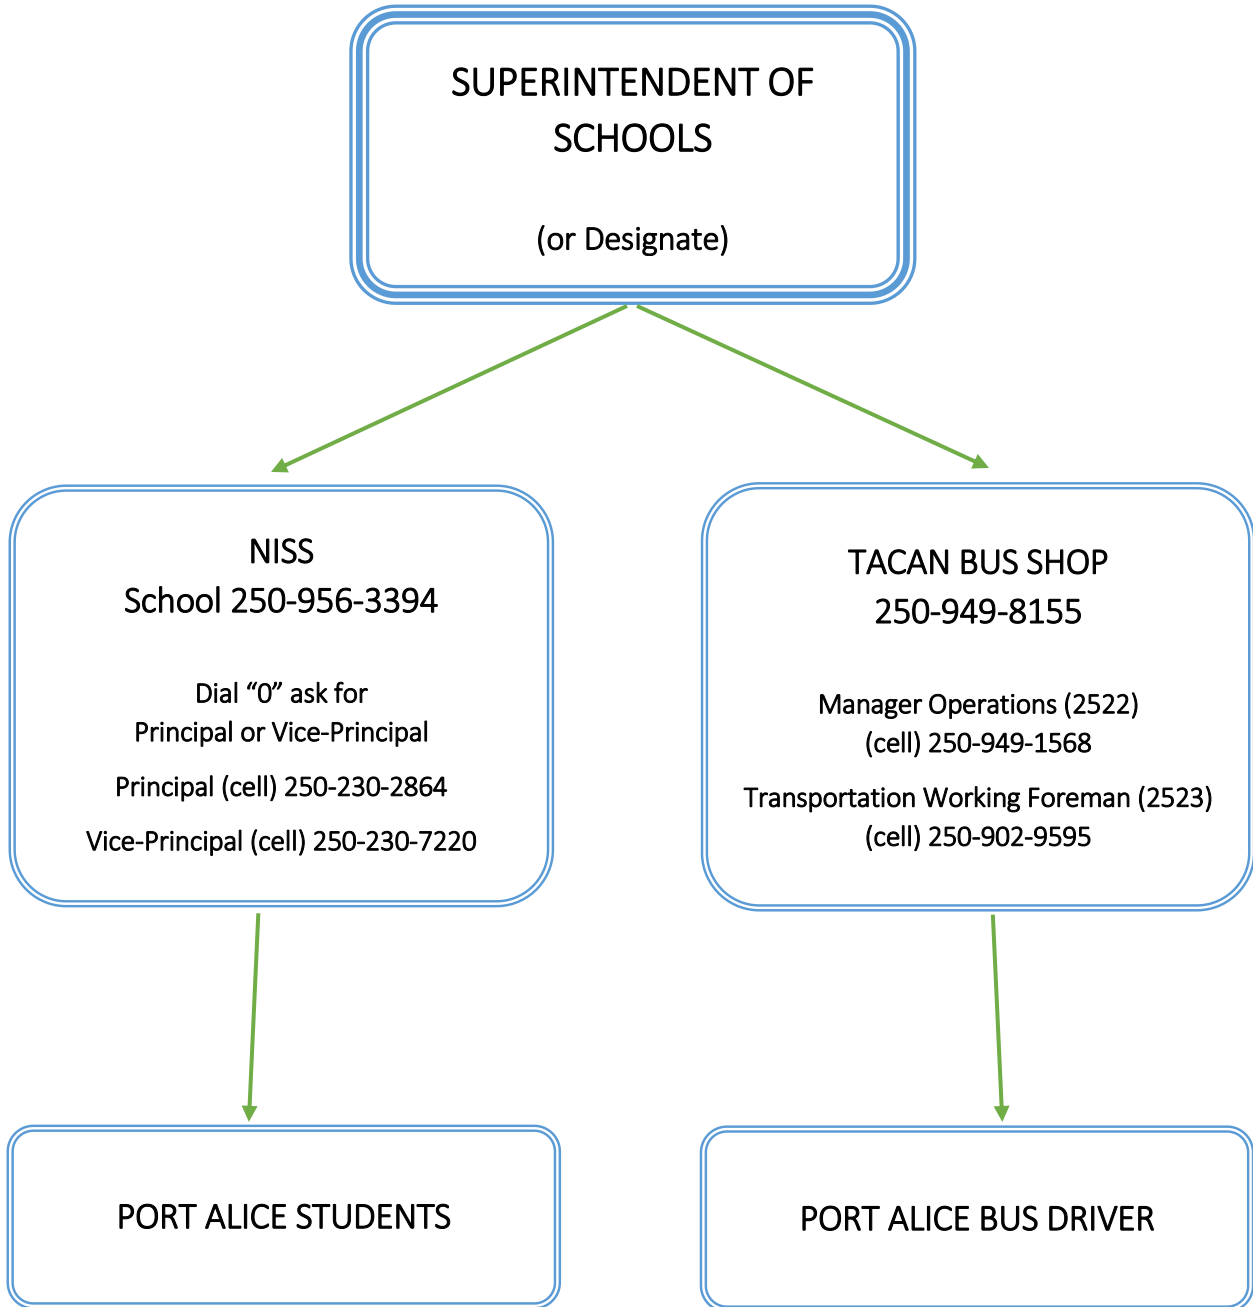 SUPERINTENDENT OF
SCHOOLS
(or Designate)
NISS
School 250-956-3394
Dial “0” ask for
Principal or Vice-Principal
Principal (cell) 250-230-2864
Vice-Principal (cell) 250-230-7220
TACAN BUS SHOP
250-949-8155
Manager Operations (2522)
(cell) 250-949-1568
Transportation Working Foreman (2523)
(cell) 250-902-9595
PORT ALICE STUDENTS
PORT ALICE BUS DRIVER